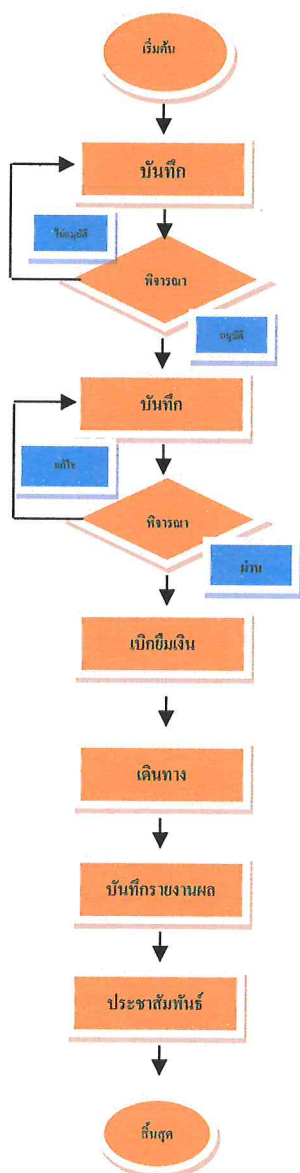 เริ่มต้น
บันทึก
ไม่อนุมัติ
พิจารณา
อนุมัติ
บันทึก
แก้ไข
พิจารณา
ผ่าน
เบิกยืมเงิน
เดินทาง
บันทึกรายงานผล
ประชาสัมพันธ์
สิ้นสุด